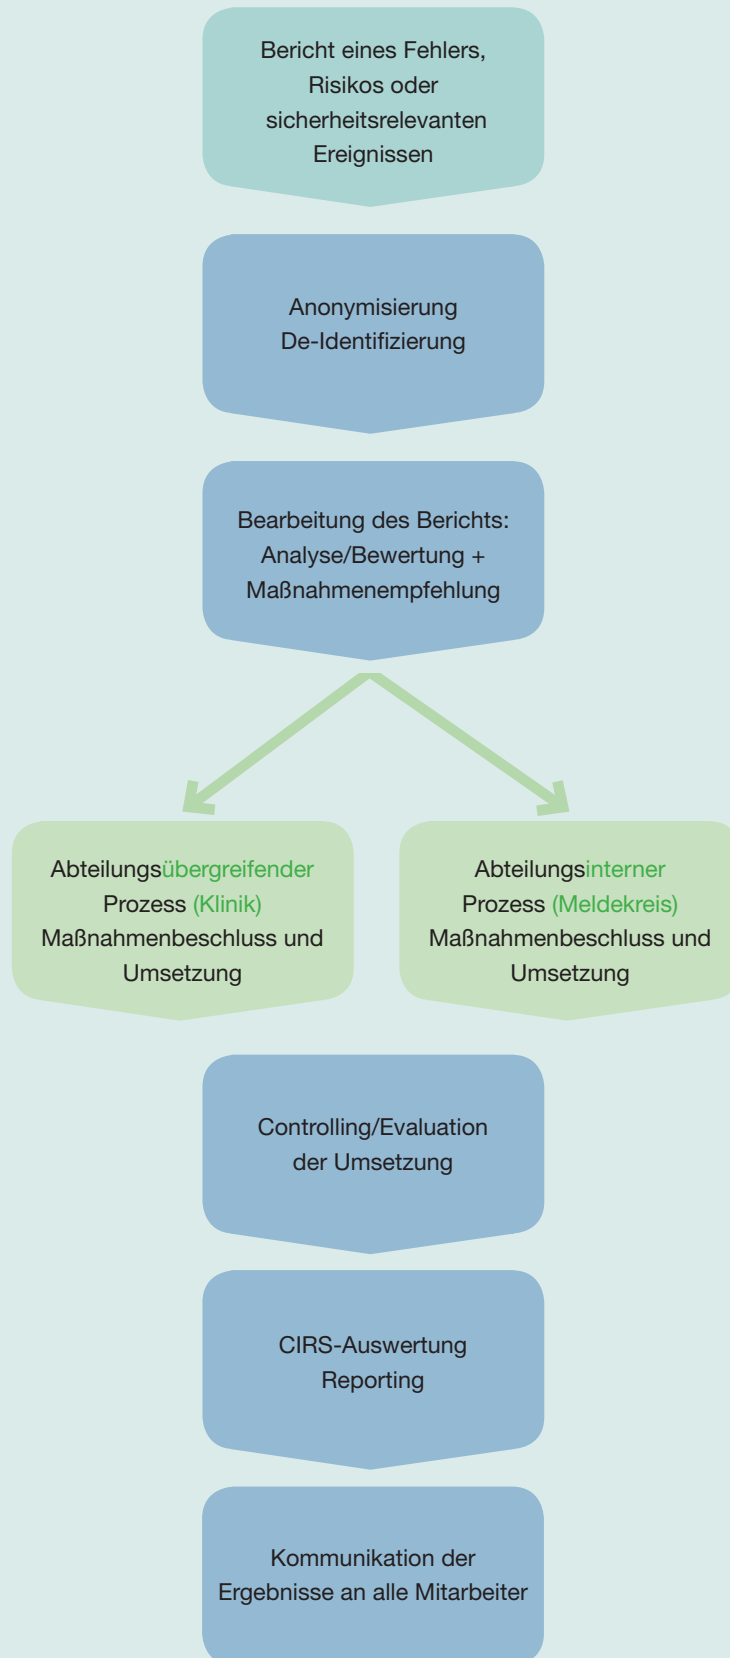 Bericht eines Fehlers,
Risikos oder
sicherheitsrelevanten
Ereignissen
Anonymisierung
De-Identifizierung
Bearbeitung des Berichts:
Analyse/Bewertung +
Maßnahmenempfehlung
Abteilungsübergreifender
Prozess (Klinik)
Maßnahmenbeschluss und
Umsetzung
Abteilungsinterner
Prozess (Meldekreis)
Maßnahmenbeschluss und
Umsetzung
Controlling/Evaluation
der Umsetzung
CIRS-Auswertung
Reporting
Kommunikation der
Ergebnisse an alle Mitarbeiter